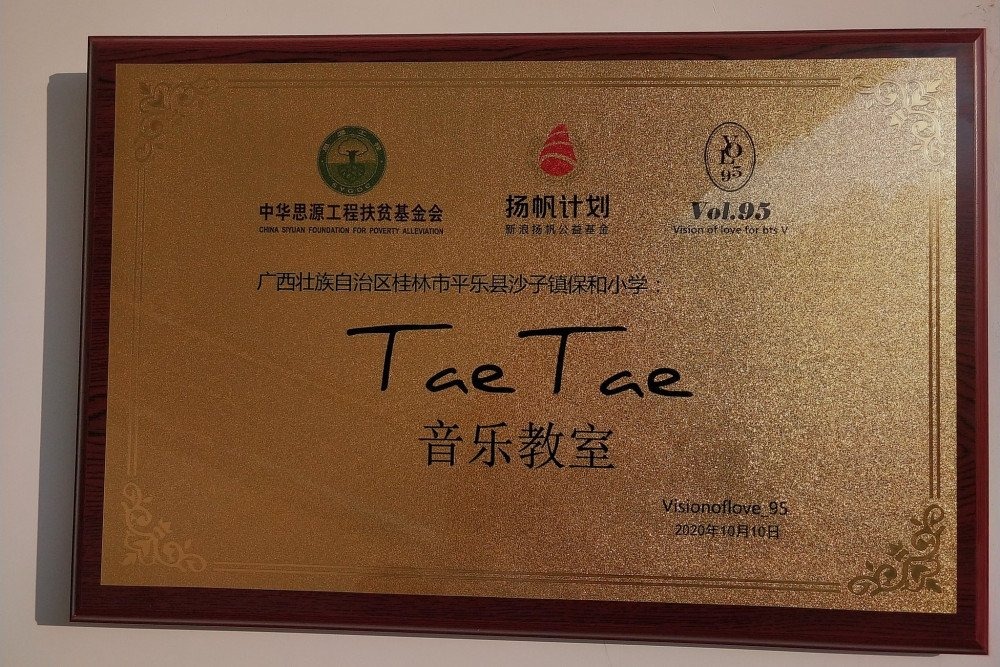 中华思源工程扶贫基金会
CHINA SIYUAN FOUNDATION FOR POVERTY ALLEVIATION
扬帆计划
新浪扬帆公益基金
VOL
95
Vol.95
Vision of love for bts V
广西壮族自治区桂林市平乐县沙子镇保和小学：
TaeTae
音乐教室
Visionoflove_95
2020年10月10日